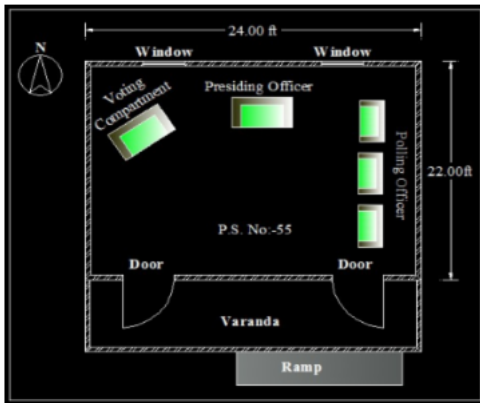 24.00 ft
N
Window
Window
Voting
Compartment
Presiding Officer
Polling Officer
22.00ft
P.S. No:-55
Door
Door
Varanda
Ramp